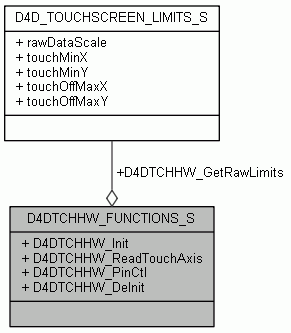 D4D_TOUCHSCREEN_LIMITS_S
+ rawDataScale
+ touchMinX
+ touchMinY
+ touchOffMaxX
+ touchOffMaxY
+D4DTCHHW_GetRawLimits
D4DTCHHW_FUNCTIONS_S
+ D4DTCHHW_Init
+ D4DTCHHW_ReadTouchAxis
+ D4DTCHHW_PinCtl
+ D4DTCHHW_DeInit